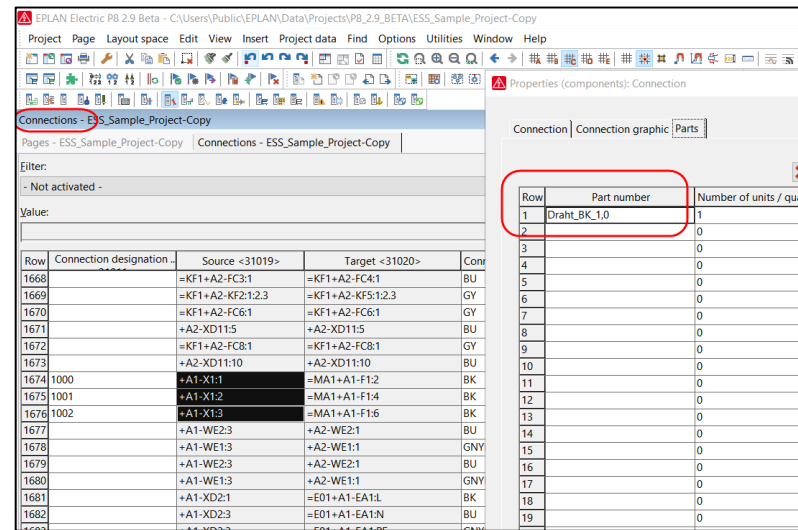 EPLAN Electric P8 2.9 Beta - C:\Users\Public\EPLAN\Data\Projects\P8_2.9_BETA\ESS_Sample_Project-Copy
Project Page Layout space Edit View Insert Project data Find Options Utilities Window Help
Connections - ESS_Sample_Project-Copy
Pages - ESS_Sample_Project-Copy Connections - ESS_Sample_Project-Copy
Filter:
- Not activated -
Value:
Row Connection designation .. Source <31019> Target <31020> Conn
1668 =KF1+A2-FC3:1 =KF1+A2-FC4:1 BU
1669 =KF1+A2-KF2:1:2.3 =KF1+A2-KF5:1:2.3 GY
1670 =KF1+A2-FC6:1 =KF1+A2-FC6:1 GY
1671 +A2-XD11:5 +A2-XD11:5 BU
1672 =KF1+A2-FC8:1 =KF1+A2-FC8:1 GY
1673 +A2-XD11:10 +A2-XD11:10 BU
1674 1000 +A1-X1:1 =MA1+A1-F1:2 BK
1675 1001 +A1-X1:2 =MA1+A1-F1:4 BK
1676 1002 +A1-X1:3 =MA1+A1-F1:6 BK
1677 +A1-WE2:3 +A2-WE2:1 BU
1678 +A1-WE1:3 +A2-WE1:1 GNY
1679 +A1-WE2:3 +A2-WE2:1 BU
1680 +A1-WE1:3 +A2-WE1:1 GNY
1681 +A1-XD2:1 =E01+A1-EA1:L BK
1682 +A1-XD2:3 =E01+A1-EA1:N BU
Properties (components): Connection
Connection Connection graphic Parts
Row Part number Number of units / qua
1 Draht_BK_1,0 1
2 0
3 0
4 0
5 0
6 0
7 0
8 0
9 0
10 0
11 0
12 0
13 0
14 0
15 0
16 0
17 0
18 0
19 0